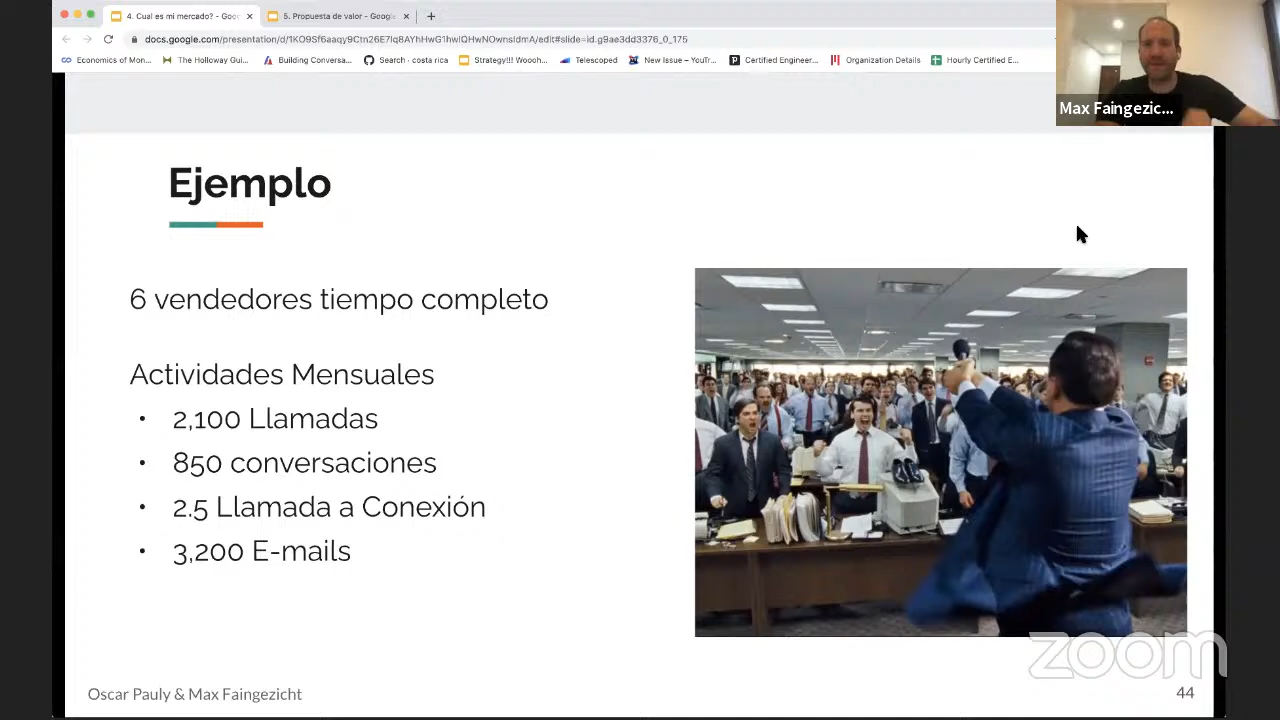 4. Cual es mi mercado? - Goo
5. Propuesta de valor - Google
docs.google.com/presentation/d/1KO9Sf6aaqy9Ctn26E7lq8AYhHwG1hwlQHwNOwnsIdmA/edit#slide=id.g9ae3dd3376_0_175
Economics of Mon... The Holloway Gui... Building Conversa... Search · costa rica Strategy!!! Woooh... Telescoped New Issue – YouTr... Certified Engineer... Organization Details Hourly Certified E...
Max Faingezic...
Ejemplo
6 vendedores tiempo completo
Actividades Mensuales
• 2,100 Llamadas
• 850 conversaciones
• 2.5 Llamada a Conexión
• 3,200 E-mails
zoom
Oscar Pauly & Max Faingezicht
44